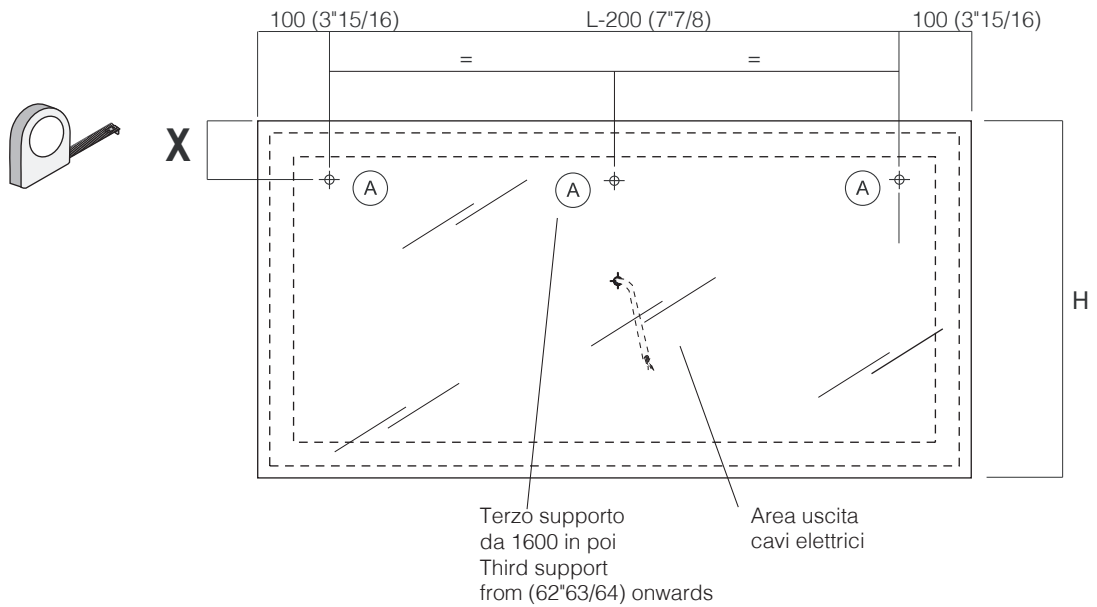 100 (3"15/16) L-200 (7"7/8) 100 (3"15/16)
= =
X
A A A
H
Terzo supporto
da 1600 in poi
Third support
from (62"63/64) onwards
Area uscita
cavi elettrici